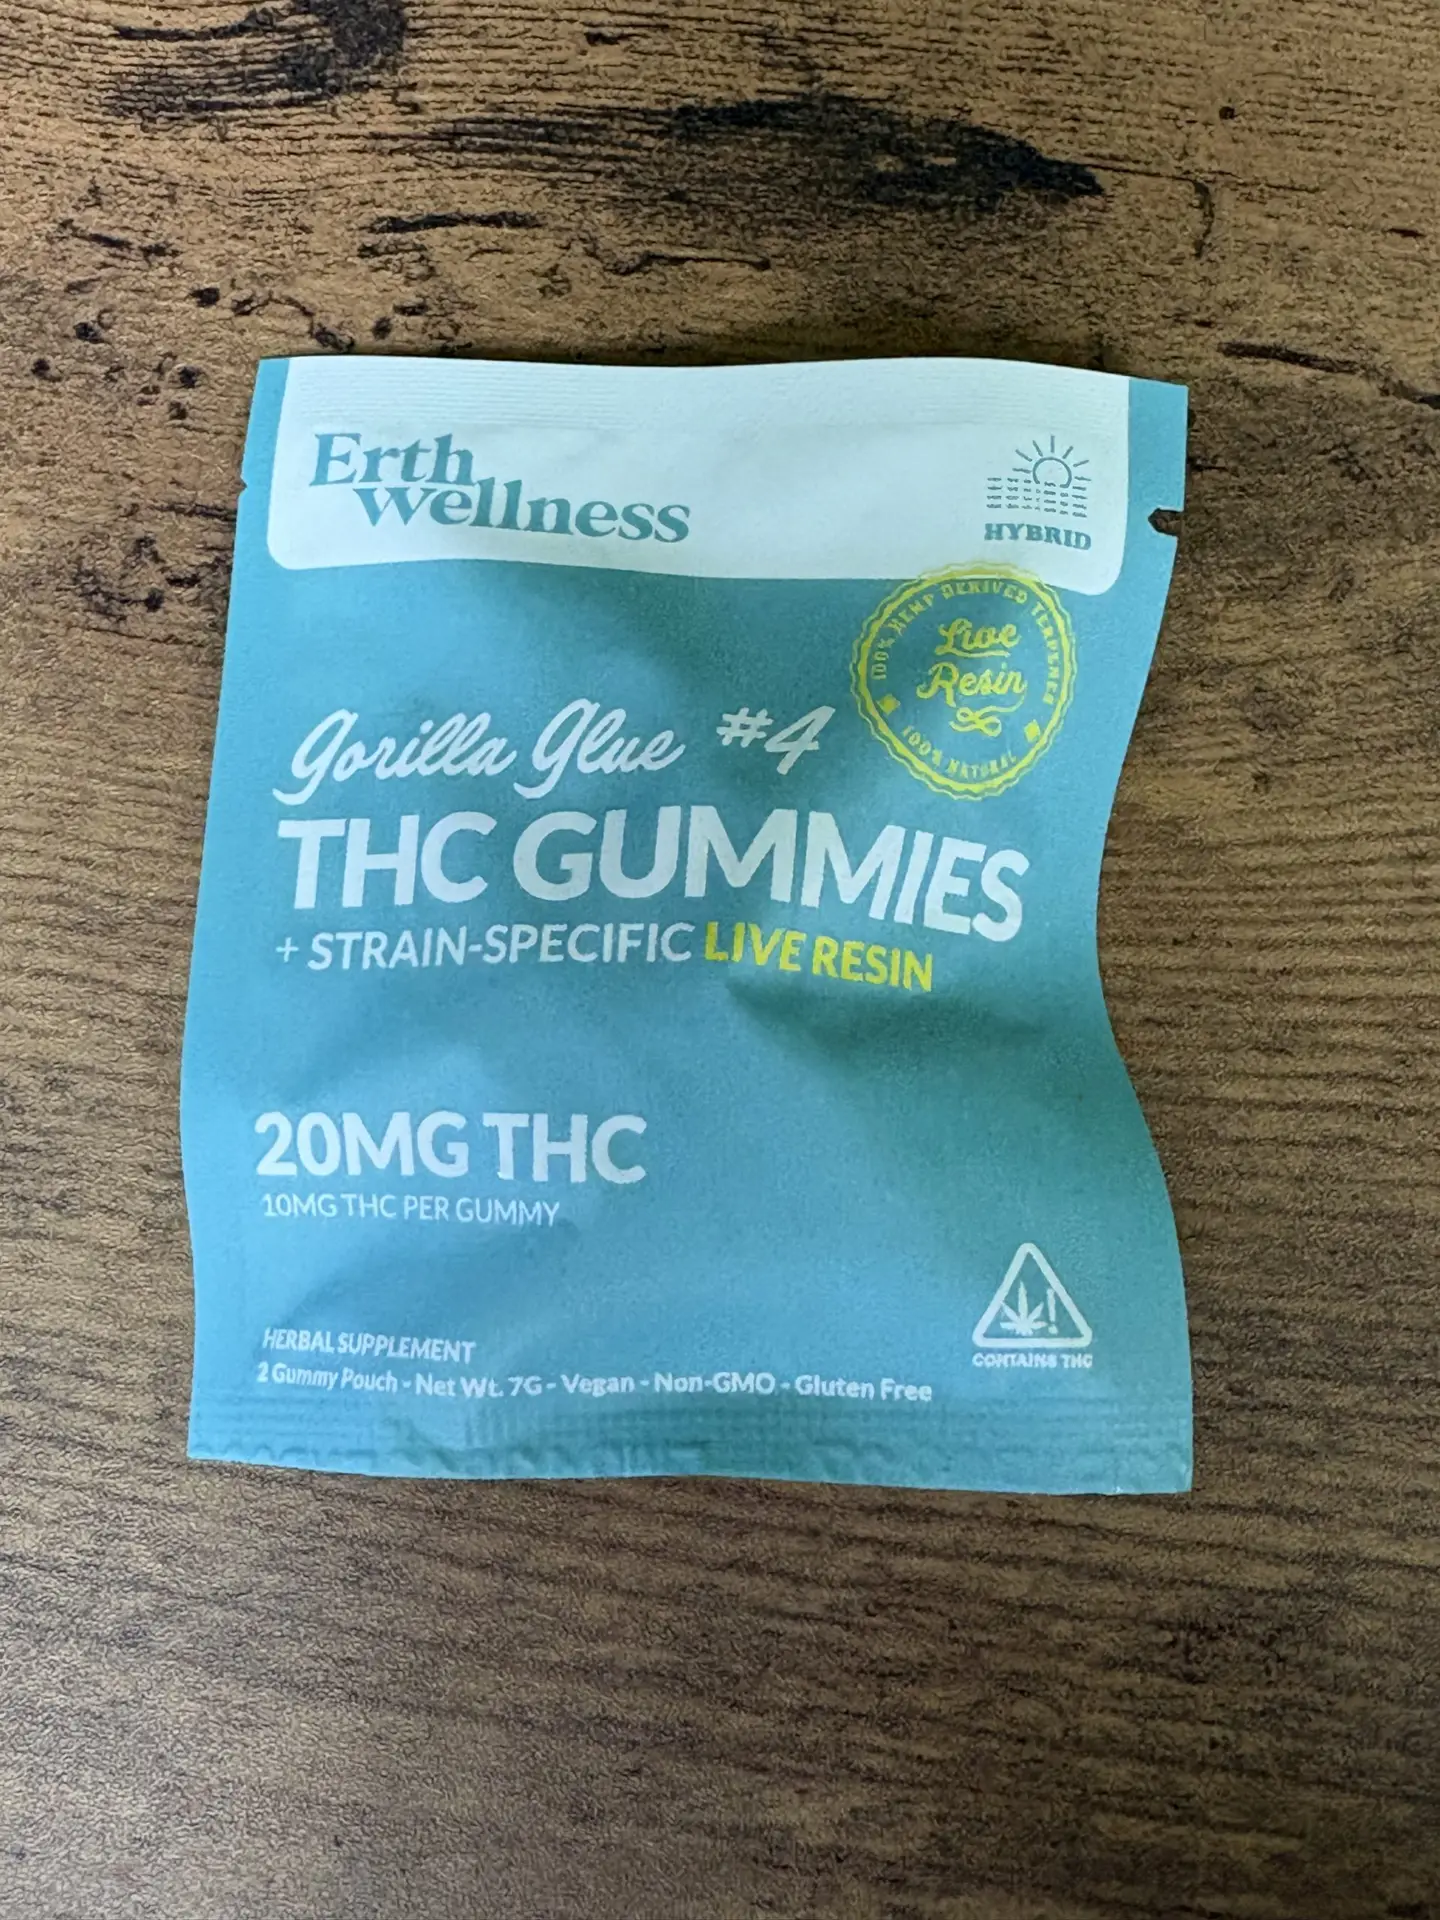 Erth
Wellness
HYBRID
100% HEMP DERIVED TERPENES
Live
Resin
100% NATURAL
Gorilla Glue #4
THC GUMMIES
+ STRAIN-SPECIFIC LIVE RESIN
20MG THC
10MG THC PER GUMMY
HERBAL SUPPLEMENT
2 Gummy Pouch - Net Wt. 7G - Vegan - Non-GMO - Gluten Free
!
CONTAINS THC